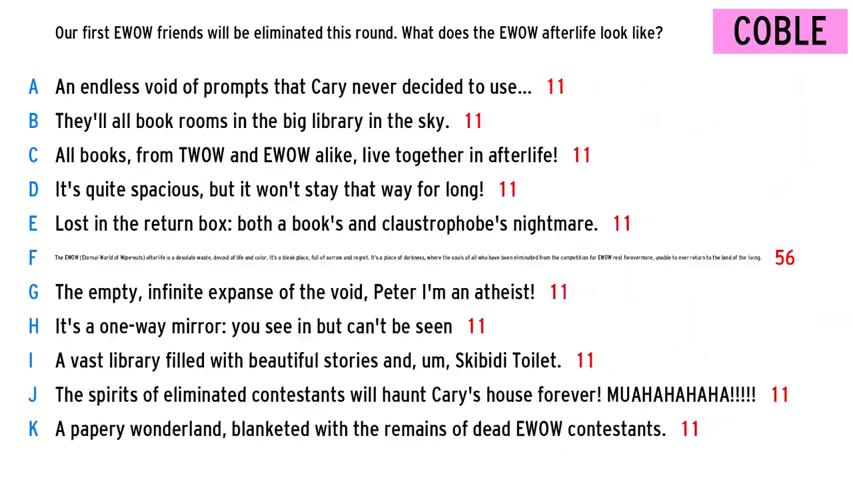 Our first EWOW friends will be eliminated this round. What does the EWOW afterlife look like?
COBLE
A An endless void of prompts that Cary never decided to use... 11
B They'll all book rooms in the big library in the sky. 11
C All books, from TWOW and EWOW alike, live together in afterlife! 11
D It's quite spacious, but it won't stay that way for long! 11
E Lost in the return box: both a book's and claustrophobe's nightmare. 11
F The EWOW (Eternal World of Wipe-outs) afterlife is a desolate waste, devoid of life and color. It's a bleak place, full of sorrow and regret. It's a place of darkness, where the souls of all who have been eliminated from the competition for EWOW rest forevermore, unable to ever return to the land of the living. 56
G The empty, infinite expanse of the void, Peter I'm an atheist! 11
H It's a one-way mirror: you see in but can't be seen 11
I A vast library filled with beautiful stories and, um, Skibidi Toilet. 11
J The spirits of eliminated contestants will haunt Cary's house forever! MUAHAHAHAHA!!!!! 11
K A papery wonderland, blanketed with the remains of dead EWOW contestants. 11